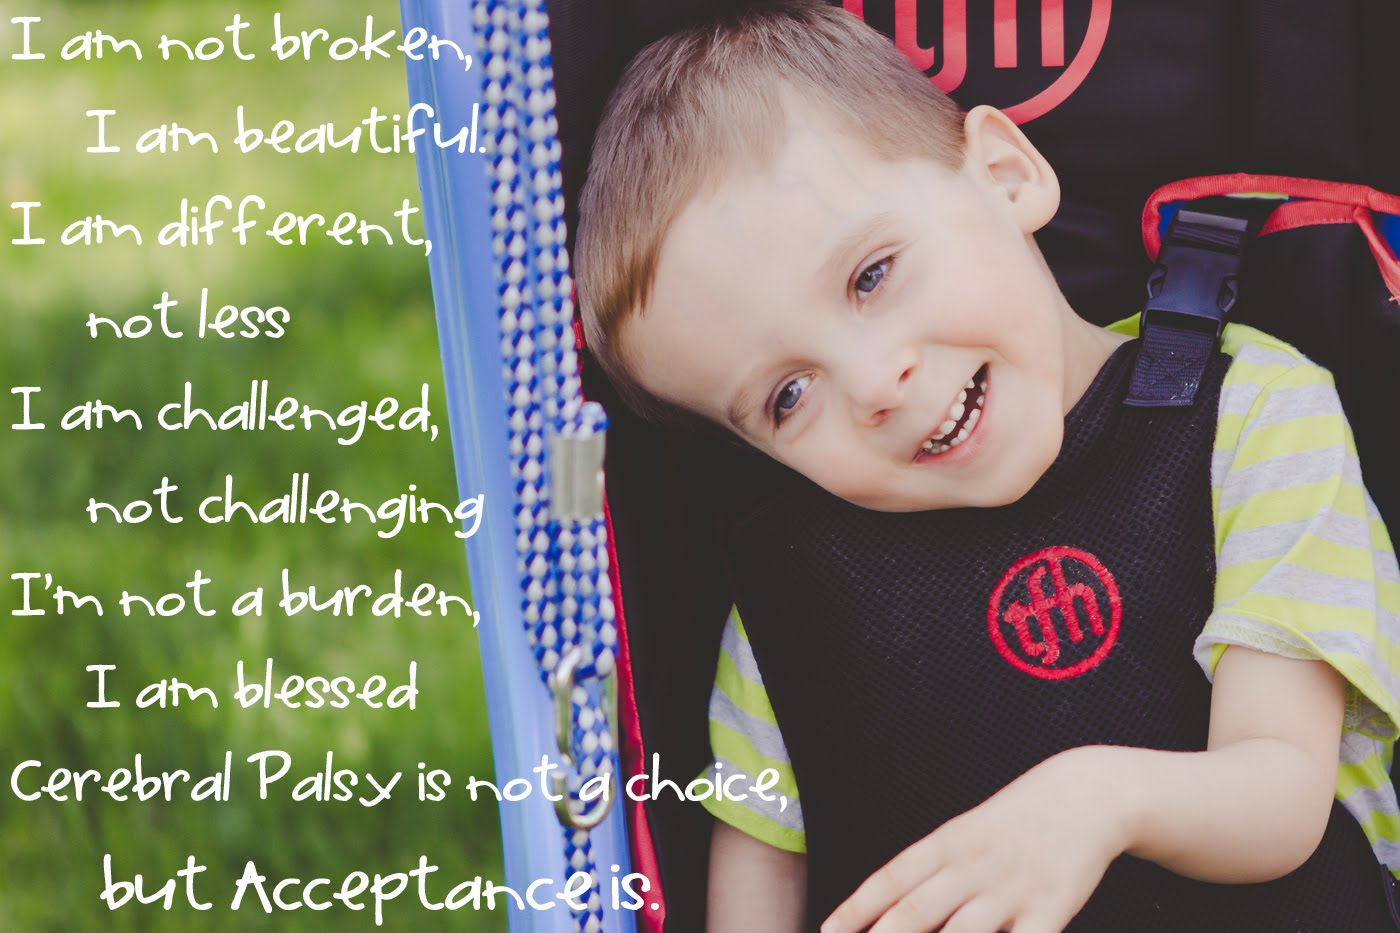 I am not broken,
I am beautiful.
I am different,
not less
I am challenged,
not challenging
I'm not a burden,
I am blessed
Cerebral Palsy is not a choice,
but Acceptance is.
tfh
tfh